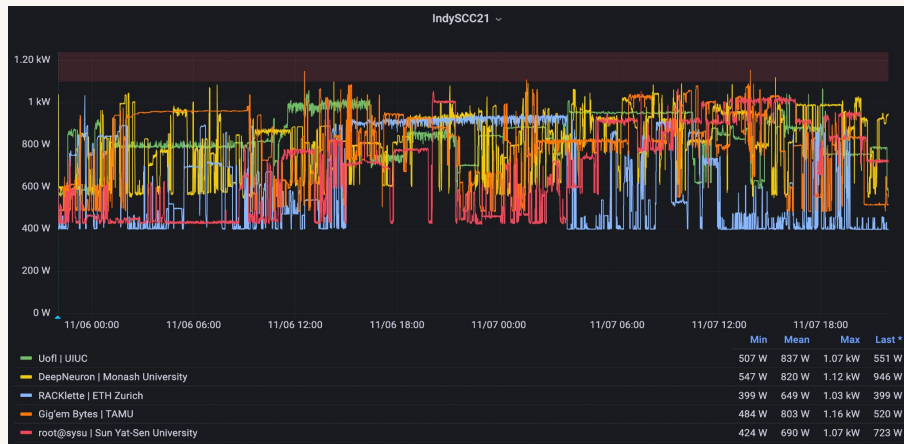 IndySCC21
1.20 kW
1 kW
800 W
600 W
400 W
200 W
0 W
11/06 00:00 11/06 06:00 11/06 12:00 11/06 18:00 11/07 00:00 11/07 06:00 11/07 12:00 11/07 18:00
Min Mean Max Last *
UofI | UIUC 507 W 837 W 1.07 kW 551 W
DeepNeuron | Monash University 547 W 820 W 1.12 kW 946 W
RACKlette | ETH Zurich 399 W 649 W 1.03 kW 399 W
Gig'em Bytes | TAMU 484 W 803 W 1.16 kW 520 W
root@sysu | Sun Yat-Sen University 424 W 690 W 1.07 kW 723 W